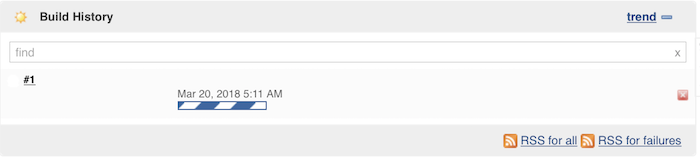 Build History
trend
find
x
#1
Mar 20, 2018 5:11 AM
RSS for all RSS for failures